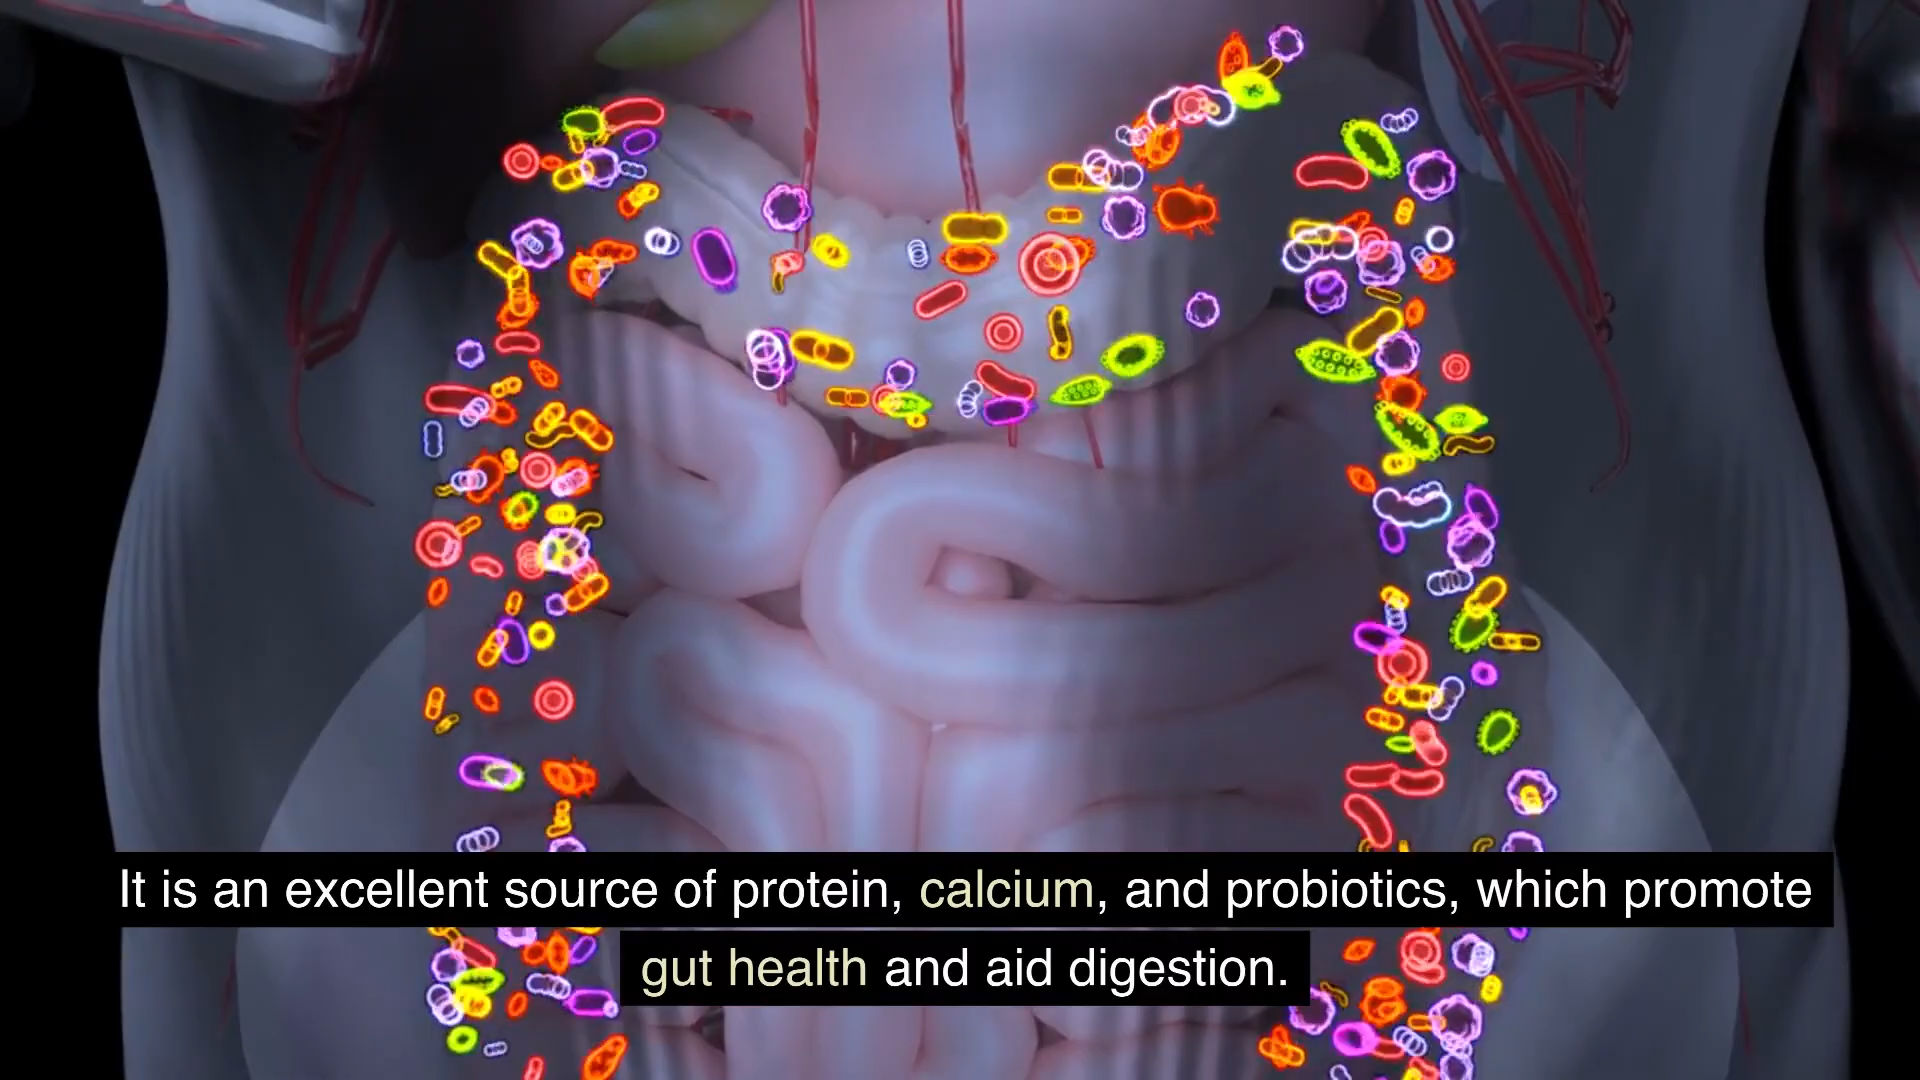 It is an excellent source of protein, calcium, and probiotics, which promote
gut health and aid digestion.